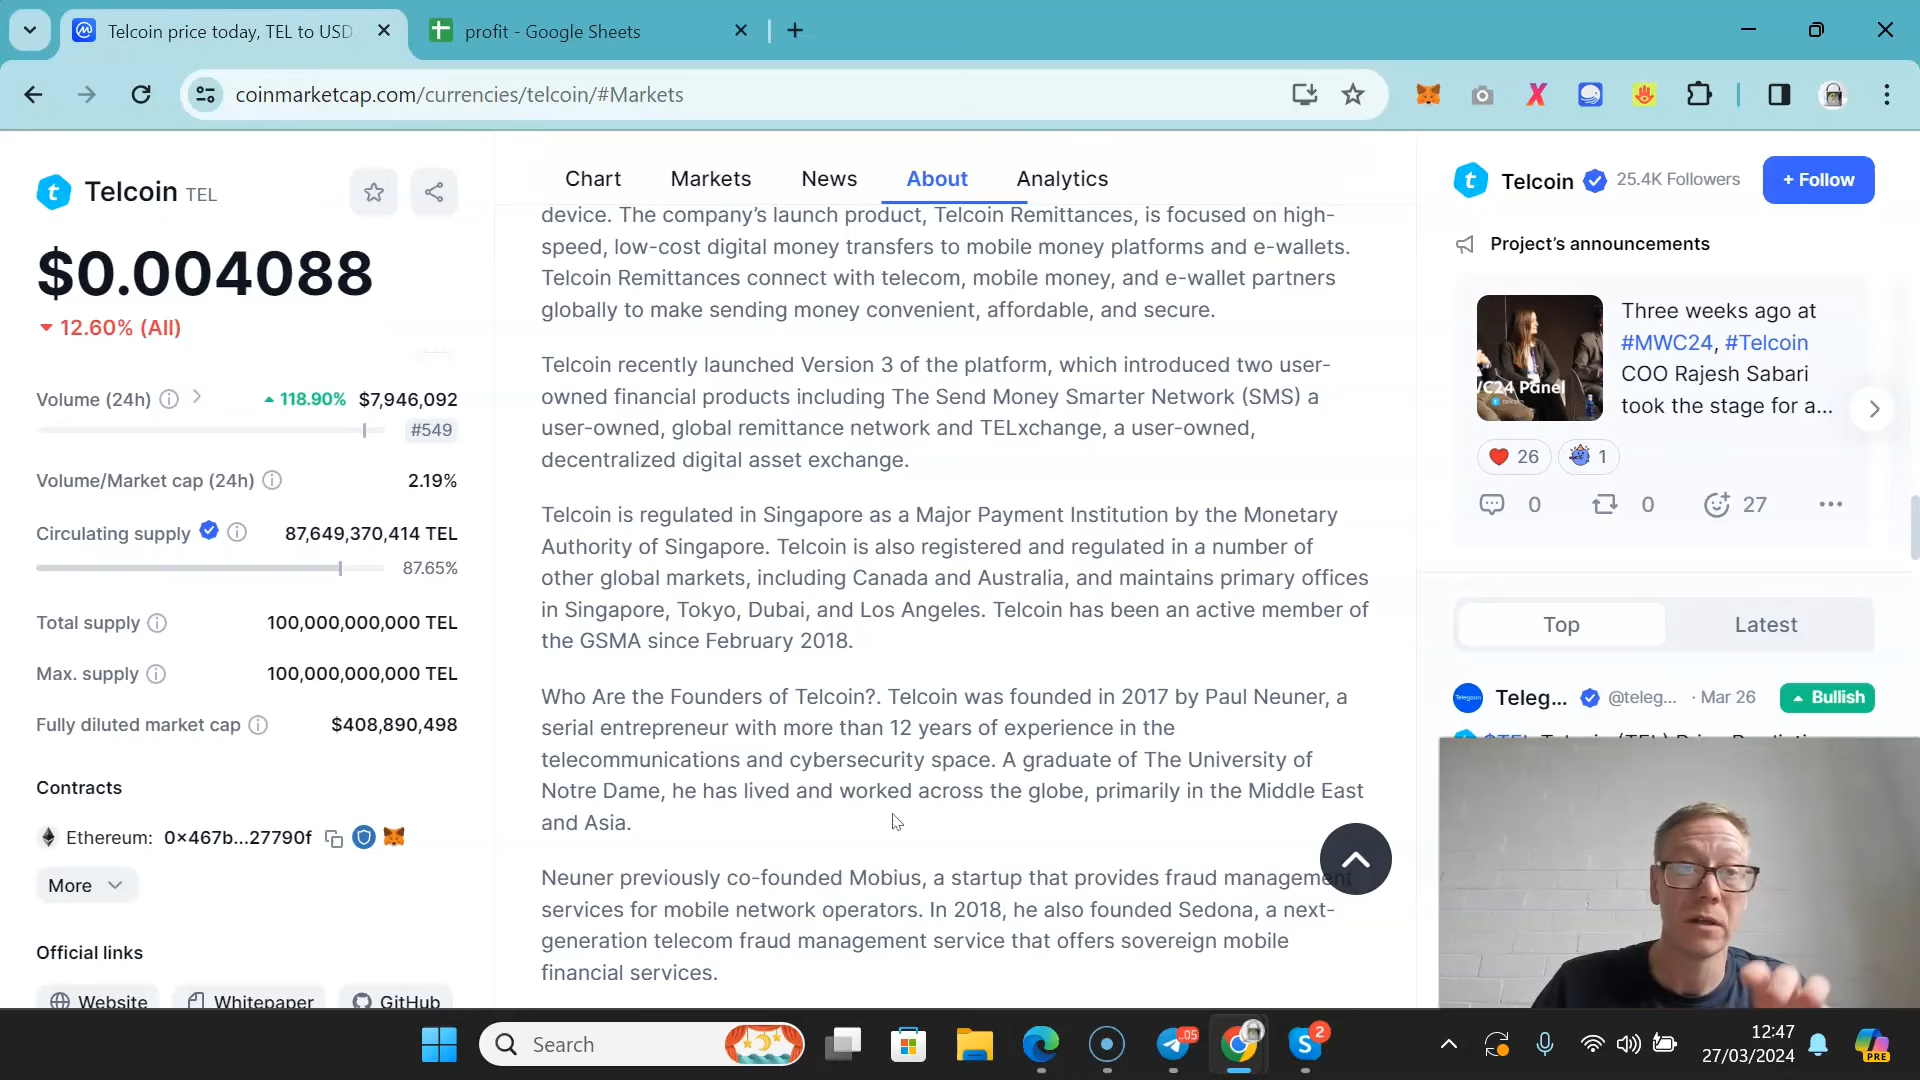 Telcoin price today, TEL to USD
profit - Google Sheets
coinmarketcap.com/currencies/telcoin/#Markets
Telcoin TEL
$0.004088
12.60% (All)
Volume (24h) 118.90% $7,946,092
#549
Volume/Market cap (24h) 2.19%
Circulating supply 87,649,370,414 TEL
87.65%
Total supply 100,000,000,000 TEL
Max. supply 100,000,000,000 TEL
Fully diluted market cap $408,890,498
Contracts
Ethereum: 0x467b...27790f
More
Official links
Website Whitepaper GitHub
Chart Markets News About Analytics
device. The company's launch product, Telcoin Remittances, is focused on high-
speed, low-cost digital money transfers to mobile money platforms and e-wallets.
Telcoin Remittances connect with telecom, mobile money, and e-wallet partners
globally to make sending money convenient, affordable, and secure.
Telcoin recently launched Version 3 of the platform, which introduced two user-
owned financial products including The Send Money Smarter Network (SMS) a
user-owned, global remittance network and TELxchange, a user-owned,
decentralized digital asset exchange.
Telcoin is regulated in Singapore as a Major Payment Institution by the Monetary
Authority of Singapore. Telcoin is also registered and regulated in a number of
other global markets, including Canada and Australia, and maintains primary offices
in Singapore, Tokyo, Dubai, and Los Angeles. Telcoin has been an active member of
the GSMA since February 2018.
Who Are the Founders of Telcoin?. Telcoin was founded in 2017 by Paul Neuner, a
serial entrepreneur with more than 12 years of experience in the
telecommunications and cybersecurity space. A graduate of The University of
Notre Dame, he has lived and worked across the globe, primarily in the Middle East
and Asia.
Neuner previously co-founded Mobius, a startup that provides fraud management
services for mobile network operators. In 2018, he also founded Sedona, a next-
generation telecom fraud management service that offers sovereign mobile
financial services.
Telcoin 25.4K Followers + Follow
Project's announcements
Three weeks ago at
#MWC24, #Telcoin
COO Rajesh Sabari
took the stage for a...
C24 Panel
26 1
0 0 27
Top Latest
Teleg... @teleg... · Mar 26 Bullish
Search
05
2
12:47
27/03/2024
PRE